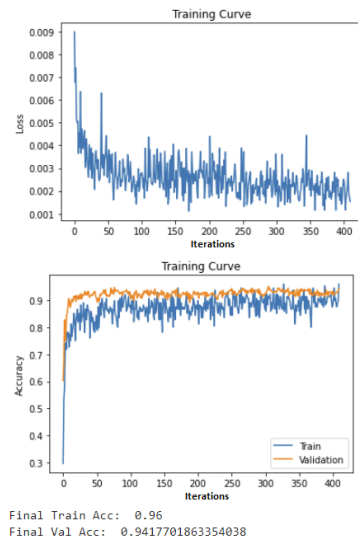 Training Curve
0.009
0.008
0.007
0.006
0.005
0.004
0.003
0.002
0.001
Loss
0 50 100 150 200 250 300 350 400
Iterations
Training Curve
0.9
0.8
0.7
0.6
0.5
0.4
0.3
Accuracy
Train
Validation
0 50 100 150 200 250 300 350 400
Iterations
Final Train Acc: 0.96
Final Val Acc: 0.9417701863354038